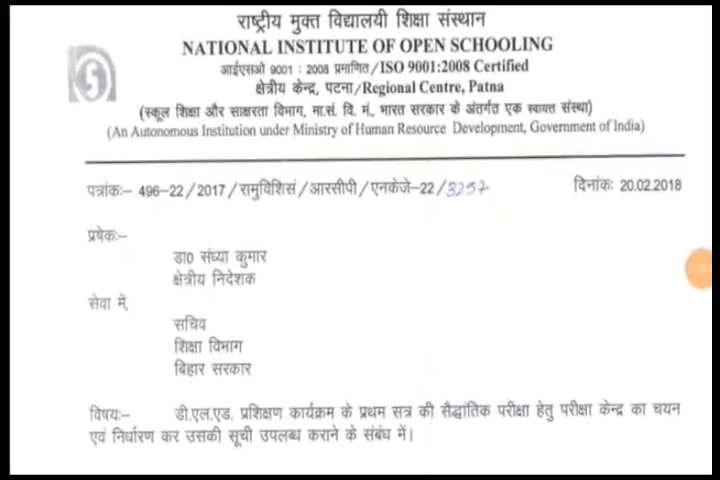 राष्ट्रीय मुक्त विद्यालयी शिक्षा संस्थान
NATIONAL INSTITUTE OF OPEN SCHOOLING
आईएसओ 9001 : 2008 प्रमाणित/ISO 9001:2008 Certified
क्षेत्रीय केन्द्र, पटना/Regional Centre, Patna
(स्कूल शिक्षा और साक्षरता विभाग, मा.सं. वि. मं., भारत सरकार के अंतर्गत एक स्वायत्त संस्था)
(An Autonomous Institution under Ministry of Human Resource Development, Government of India)
पत्रांकः– 496–22/2017/रामुविशिसं/आरसीपी/एनकेजे–22/3257 दिनांकः 20.02.2018
प्रषेकः–
डा0 संध्या कुमार
क्षेत्रीय निदेशक
सेवा में,
सचिव
शिक्षा विभाग
बिहार सरकार
विषयः– डी.एल.एड. प्रशिक्षण कार्यक्रम के प्रथम सत्र की सैद्धांतिक परीक्षा हेतु परीक्षा केन्द्र का चयन
एवं निर्धारण कर उसकी सूची उपलब्ध कराने के संबंध में।